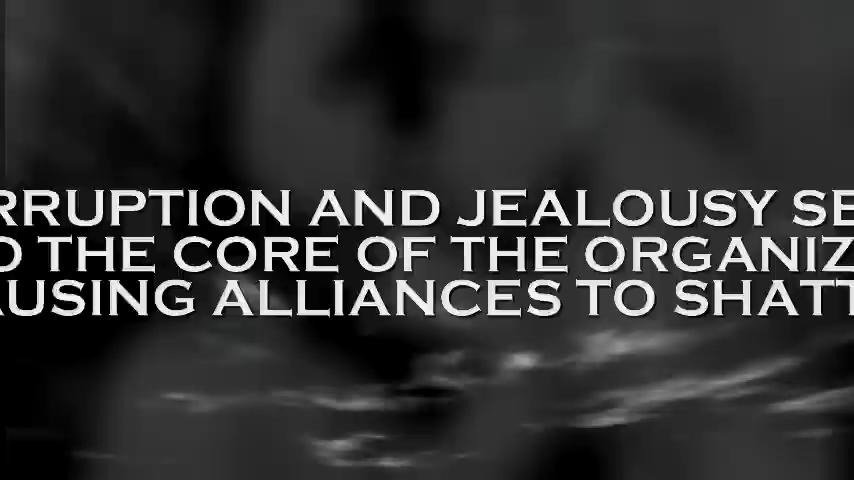 RRUPTION AND JEALOUSY SE
O THE CORE OF THE ORGANIZ
AUSING ALLIANCES TO SHATT